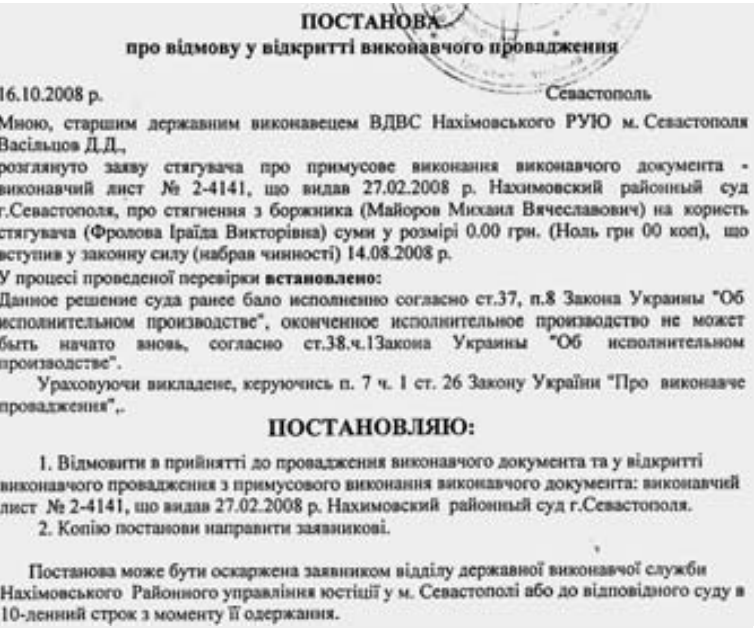 ПОСТАНОВА
про відмову у відкритті виконавчого провадження
16.10.2008 р. Севастополь
Мною, старшим державним виконавецем ВДВС Нахімовського РУЮ м. Севастополя
Васільцов Д.Д.,
розглянуто заяву стягувача про примусове виконання виконавчого документа -
виконавчий лист № 2-4141, що видав 27.02.2008 р. Нахимовский районный суд
г.Севастополя, про стягнення з боржника (Майоров Михаил Вячеславович) на користь
стягувача (Фролова Іраїда Викторівна) суми у розмірі 0.00 грн. (Ноль грн 00 коп), що
вступив у законну силу (набрав чинності) 14.08.2008 р.
У процесі проведеної перевірки встановлено:
Данное решение суда ранее бало исполненно согласно ст.37, п.8 Закона Украины "Об
исполнительном производстве", оконченное исполнительное производство не может
быть начато вновь, согласно ст.38.ч.1Закона Украины "Об исполнительном
производстве".
Ураховуючи викладене, керуючись п. 7 ч. 1 ст. 26 Закону України "Про виконавче
провадження",.
ПОСТАНОВЛЯЮ:
1. Відмовити в прийнятті до провадження виконавчого документа та у відкритті
виконавчого провадження з примусового виконання виконавчого документа: виконавчий
лист № 2-4141, що видав 27.02.2008 р. Нахимовский районный суд г.Севастополя.
2. Копію постанови направити заявникові.
Постанова може бути оскаржена заявником відділу державної виконавчої служби
Нахімовського Районного управління юстиції у м. Севастополі або до відповідного суду в
10-ленний строк з моменту її одержання.